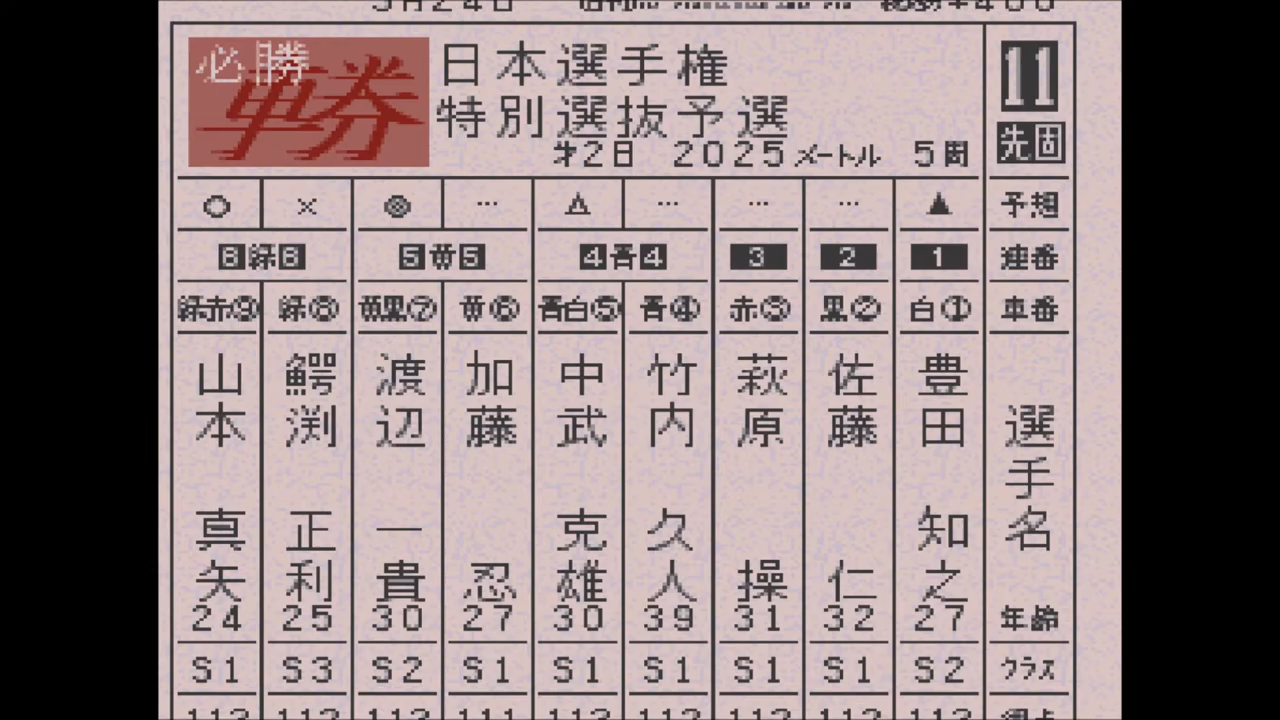 必勝
車券
日本選手権
特別選抜予選
才2日 2025メートル 5周
11
先固
○ × ◎ … △ … … … ▲ 予想
6緑6 5黄5 4青4 3 2 1 連番
緑赤⑨ 緑⑧ 黄黒⑦ 黄⑥ 青白⑤ 青④ 赤③ 黒② 白① 車番
選手名
豊田知之
佐藤仁
萩原操
竹内久人
中武克雄
加藤忍
渡辺一貴
鰐渕正利
山本真矢
24 25 30 27 30 39 31 32 27 年齢
S1 S3 S2 S1 S1 S1 S1 S1 S2 クラス